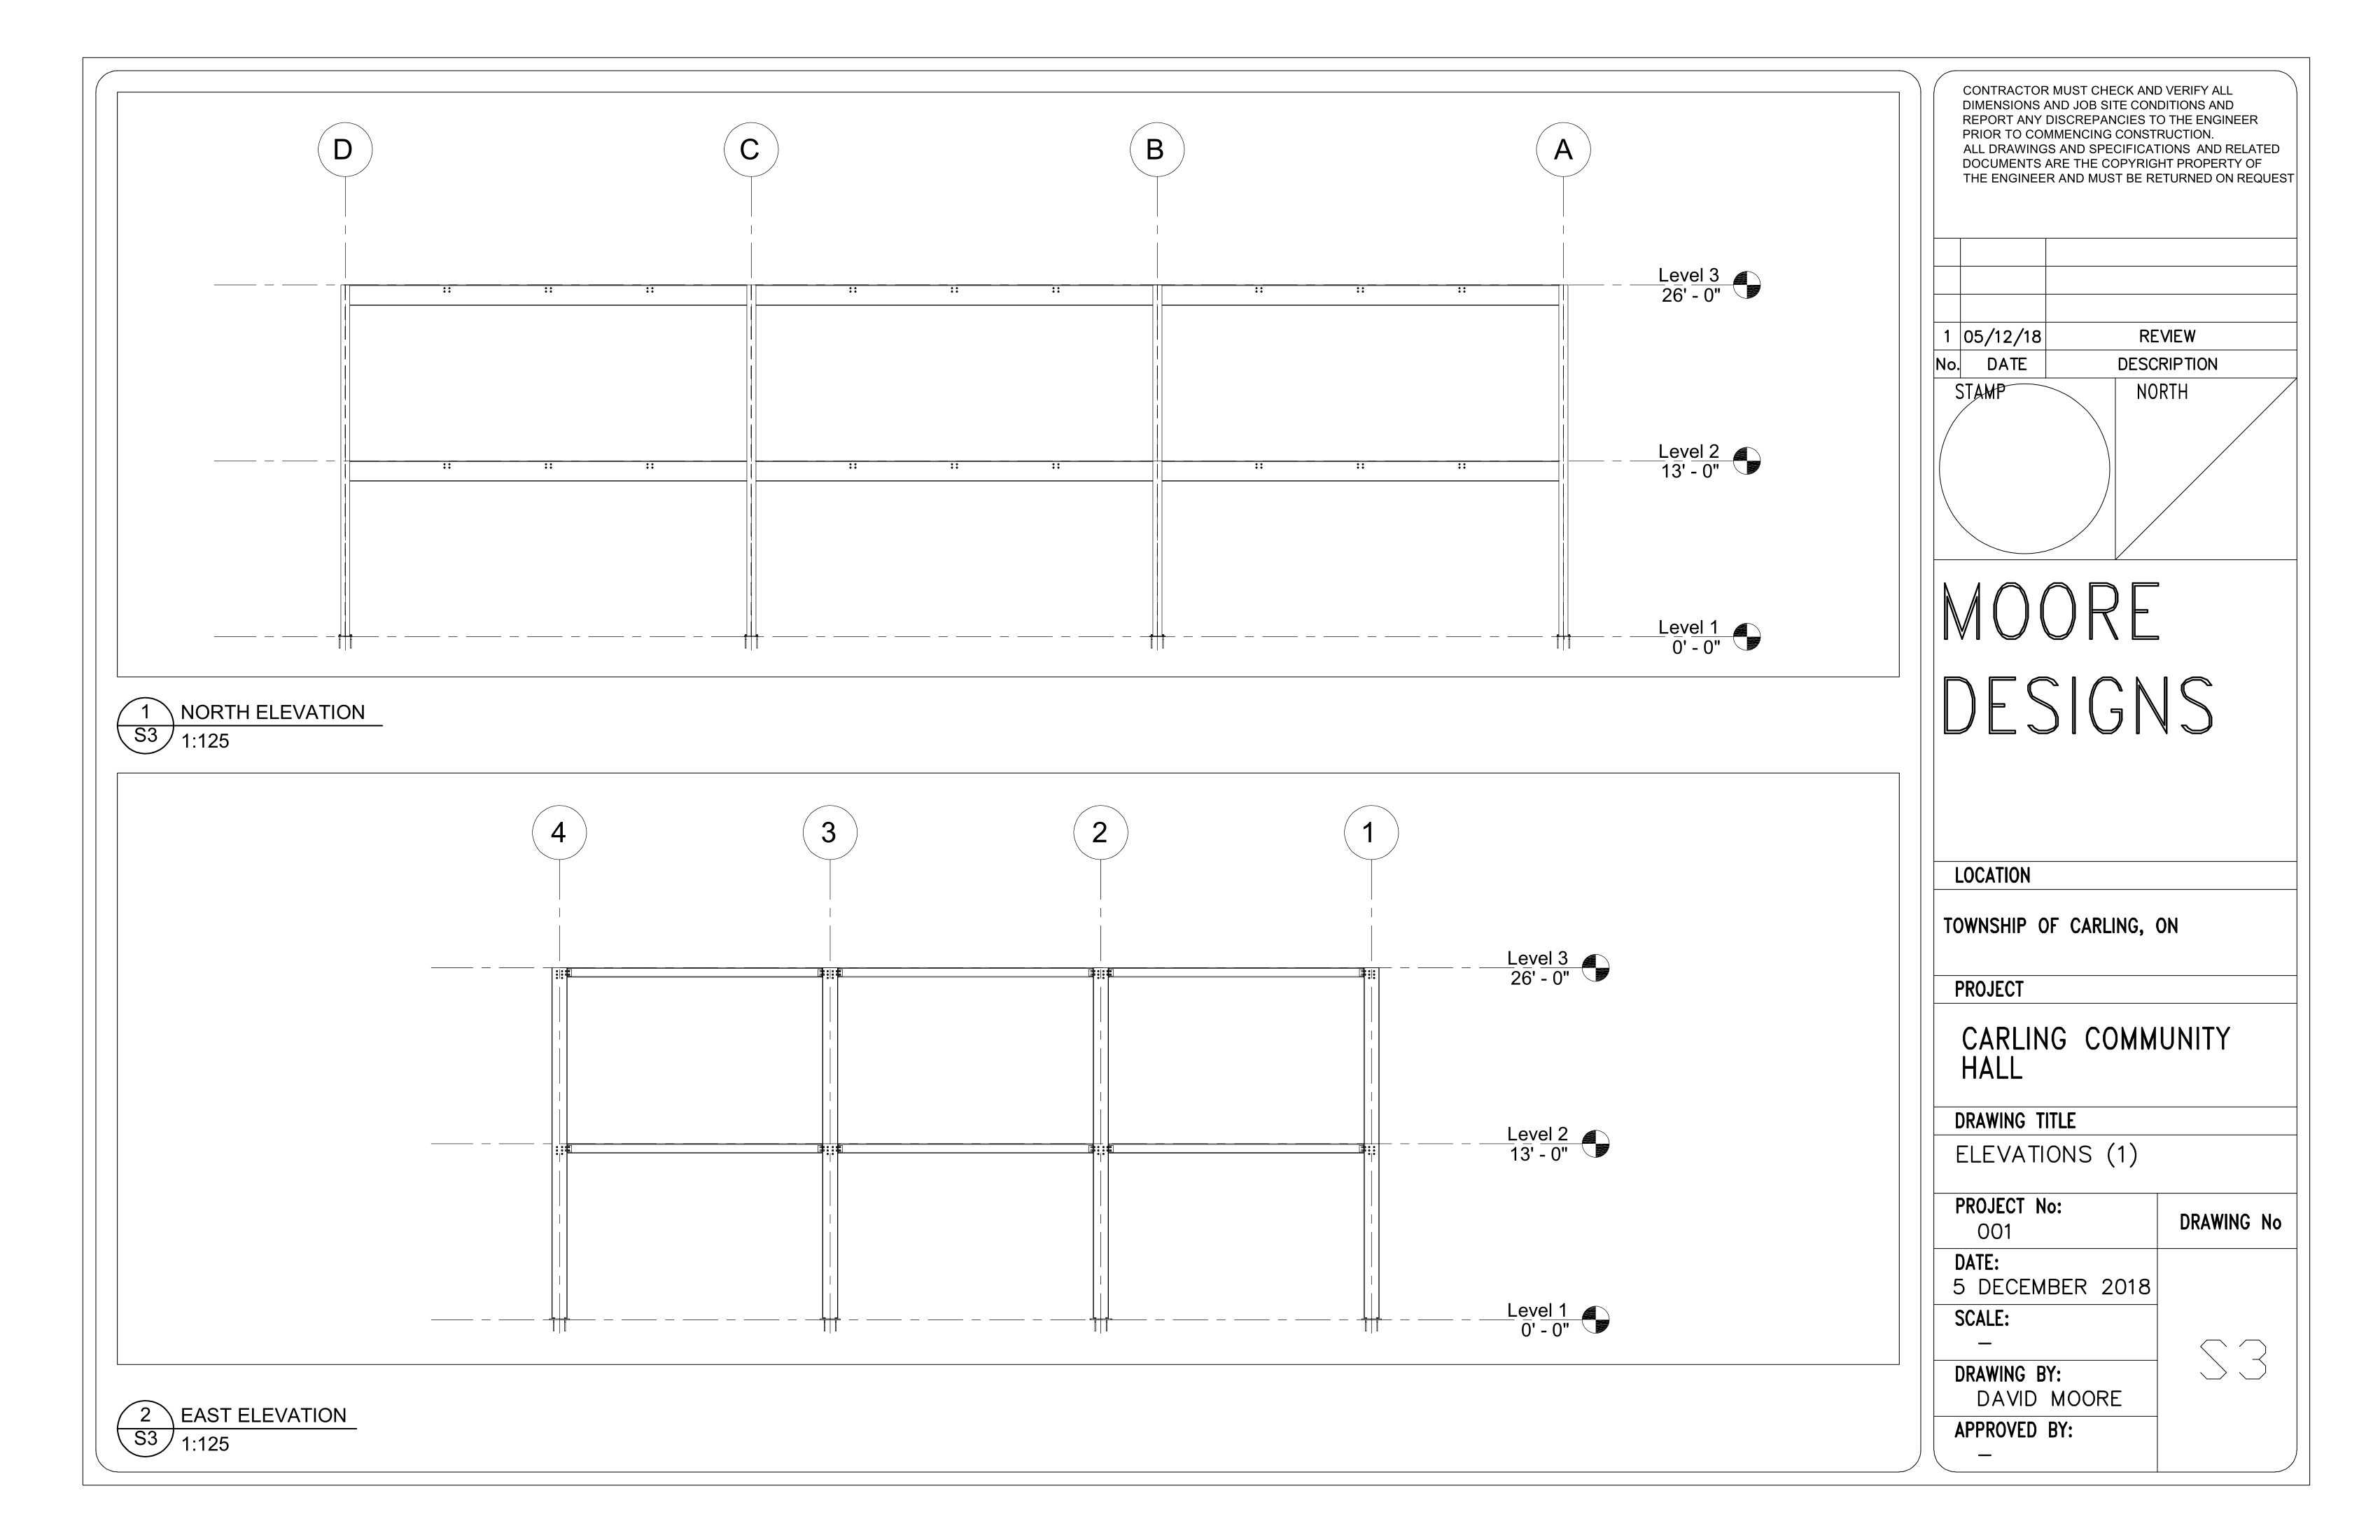 D
C
B
A
Level 3
26' - 0"
Level 2
13' - 0"
Level 1
0' - 0"
1
S3
NORTH ELEVATION
1:125
4
3
2
1
Level 3
26' - 0"
Level 2
13' - 0"
Level 1
0' - 0"
2
S3
EAST ELEVATION
1:125
CONTRACTOR MUST CHECK AND VERIFY ALL
DIMENSIONS AND JOB SITE CONDITIONS AND
REPORT ANY DISCREPANCIES TO THE ENGINEER
PRIOR TO COMMENCING CONSTRUCTION.
ALL DRAWINGS AND SPECIFICATIONS AND RELATED
DOCUMENTS ARE THE COPYRIGHT PROPERTY OF
THE ENGINEER AND MUST BE RETURNED ON REQUEST
1 05/12/18 REVIEW
No. DATE DESCRIPTION
STAMP NORTH
MOORE
DESIGNS
LOCATION
TOWNSHIP OF CARLING, ON
PROJECT
CARLING COMMUNITY
HALL
DRAWING TITLE
ELEVATIONS (1)
PROJECT No:
001
DRAWING No
DATE:
5 DECEMBER 2018
SCALE:
–
S3
DRAWING BY:
DAVID MOORE
APPROVED BY:
–